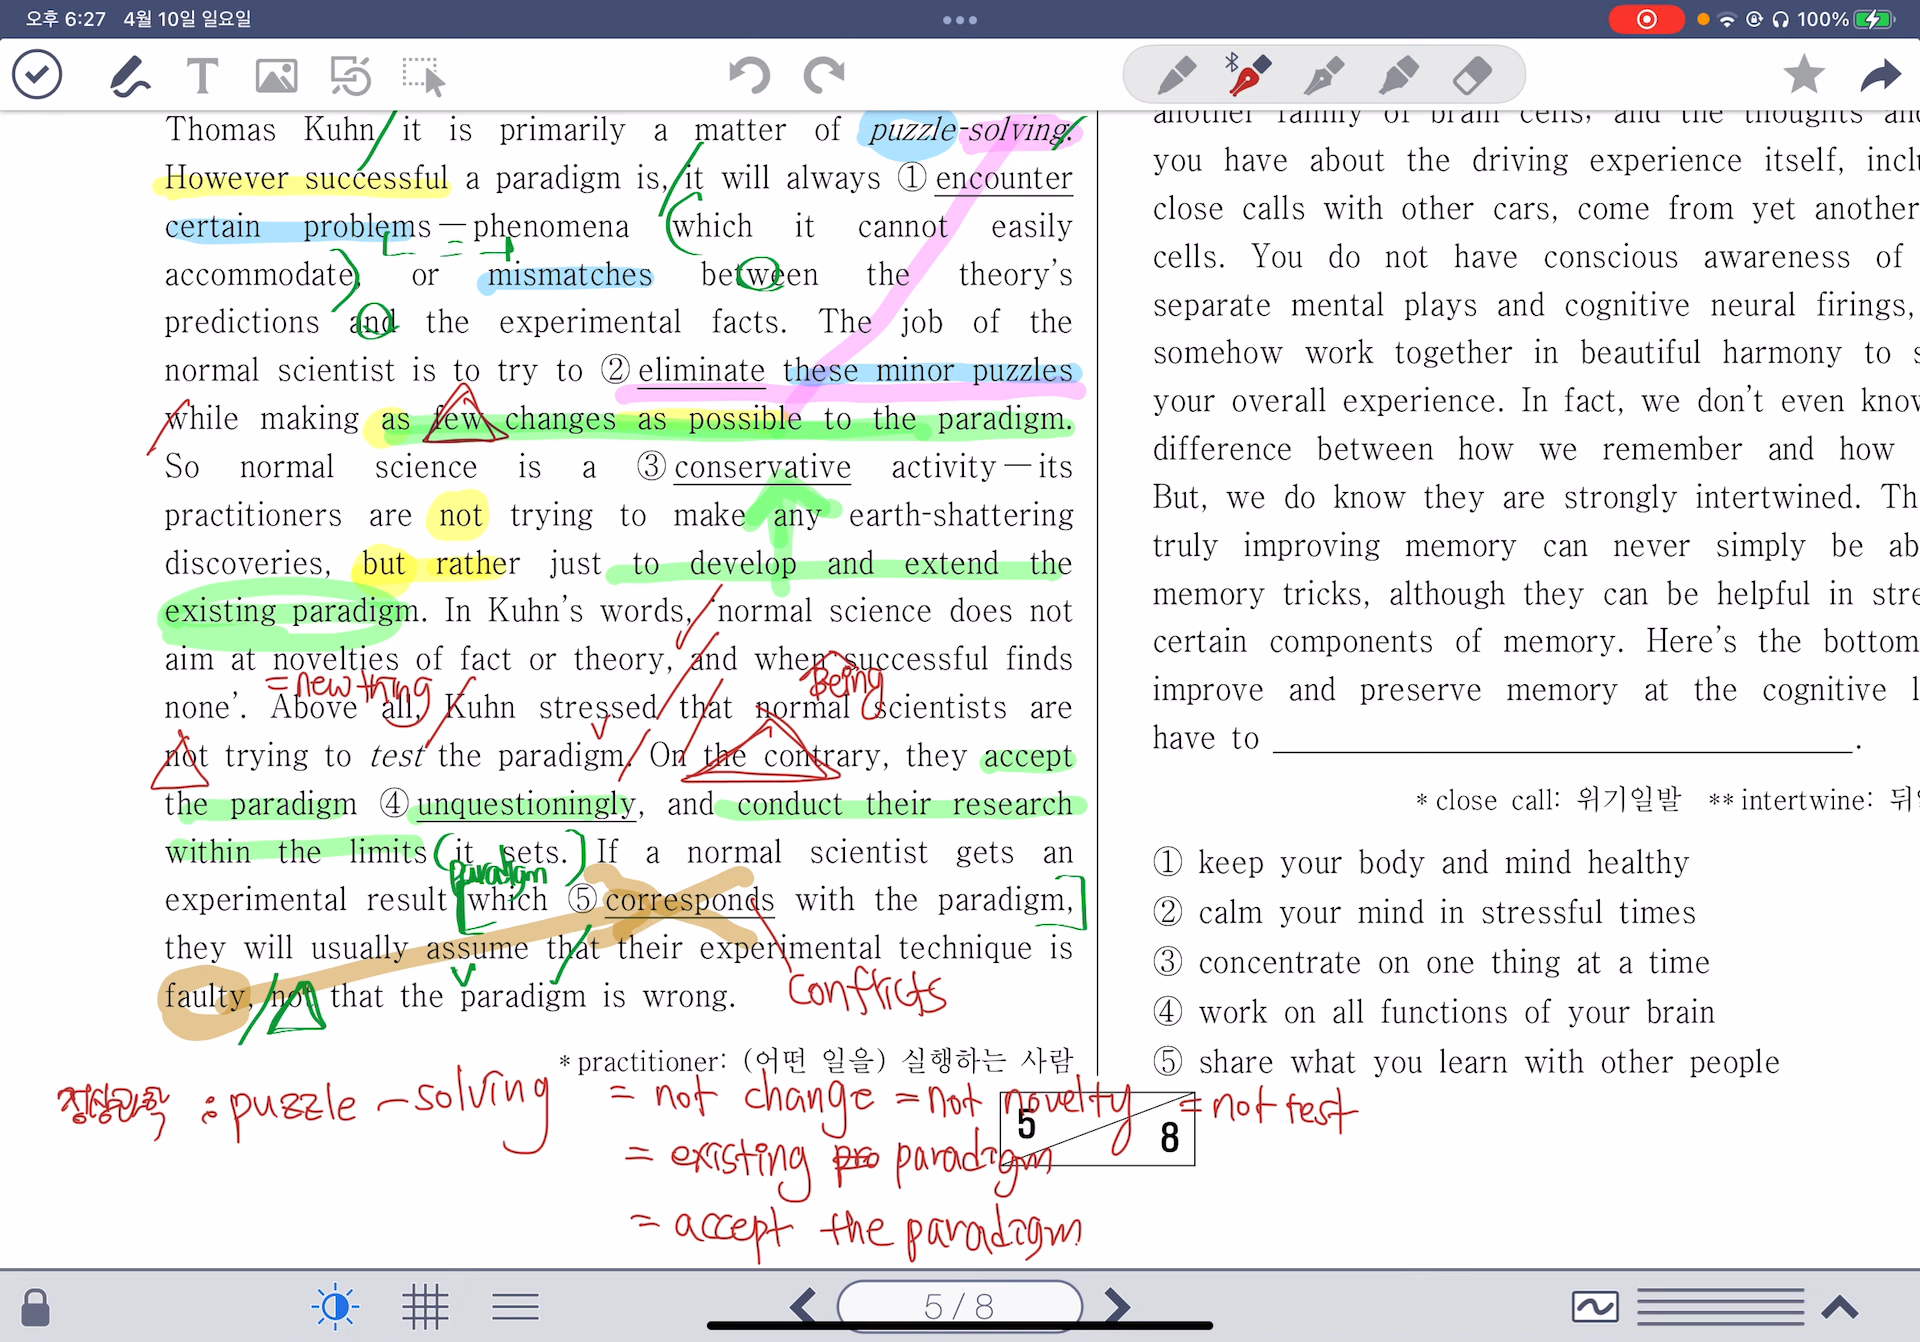 오후 6:27 4월 10일 일요일
100%
Thomas Kuhn, it is primarily a matter of puzzle-solving.
However successful a paradigm is, it will always ① encounter
certain problems — phenomena which it cannot easily
accommodate, or mismatches between the theory's
predictions and the experimental facts. The job of the
normal scientist is to try to ② eliminate these minor puzzles
while making as few changes as possible to the paradigm.
So normal science is a ③ conservative activity — its
practitioners are not trying to make any earth-shattering
discoveries, but rather just to develop and extend the
existing paradigm. In Kuhn's words, 'normal science does not
aim at novelties of fact or theory, and when successful finds
= new thing
Being
none'. Above all, Kuhn stressed that normal scientists are
not trying to test the paradigm. On the contrary, they accept
the paradigm ④ unquestioningly, and conduct their research
within the limits it sets. If a normal scientist gets an
paradigm
experimental result which ⑤ corresponds with the paradigm,
they will usually assume that their experimental technique is
faulty, not that the paradigm is wrong.
conflicts
* practitioner: (어떤 일을) 실행하는 사람
정상과학 : puzzle-solving = not change = not novelty = not test
= existing paradigm
= accept the paradigm
5
8
another family of brain cells, and the thoughts
you have about the driving experience itself,
close calls with other cars, come from yet another
cells. You do not have conscious awareness of
separate mental plays and cognitive neural firings,
somehow work together in beautiful harmony to
your overall experience. In fact, we don't even
difference between how we remember and how
But, we do know they are strongly intertwined.
truly improving memory can never simply be
memory tricks, although they can be helpful in
certain components of memory. Here's the bottom
improve and preserve memory at the cognitive
have to ____________.
* close call: 위기일발 ** intertwine:
① keep your body and mind healthy
② calm your mind in stressful times
③ concentrate on one thing at a time
④ work on all functions of your brain
⑤ share what you learn with other people
5 / 8